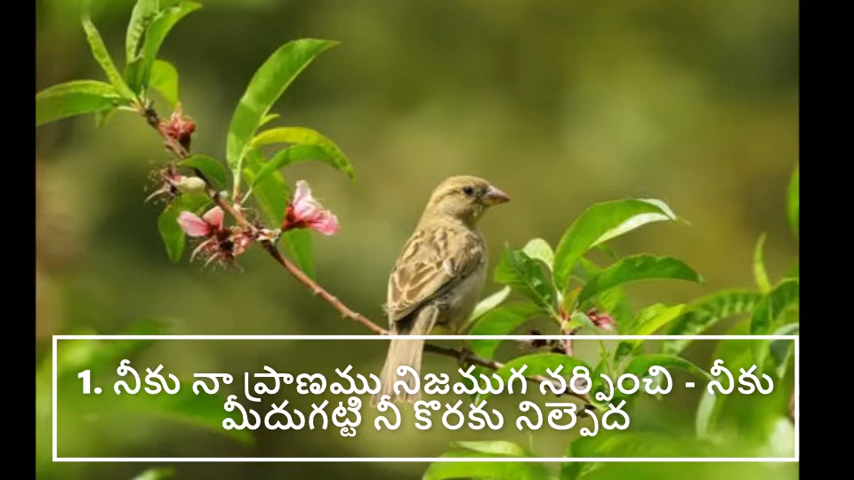 1. నీకు నా ప్రాణము నిజముగ నర్పించి - నీకు
మీదుగట్టి నీ కొరకు నిల్పెద